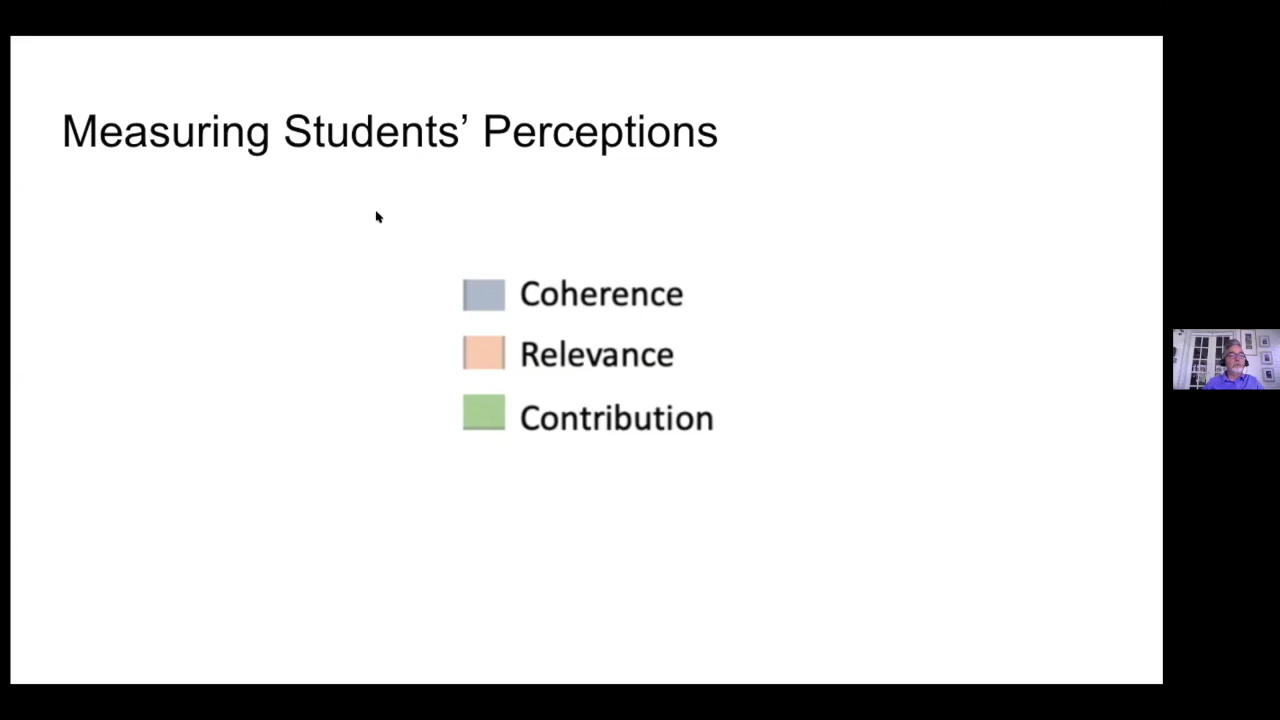 Measuring Students’ Perceptions
Coherence
Relevance
Contribution